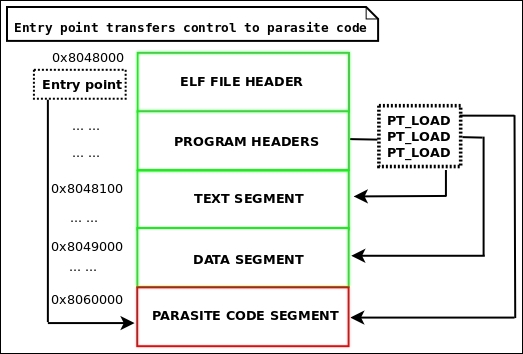 Entry point transfers control to parasite code
0x8048000
Entry point
ELF FILE HEADER
... ...
... ...
PROGRAM HEADERS
PT_LOAD
PT_LOAD
PT_LOAD
0x8048100
TEXT SEGMENT
... ...
0x8049000
... ...
DATA SEGMENT
0x8060000
PARASITE CODE SEGMENT